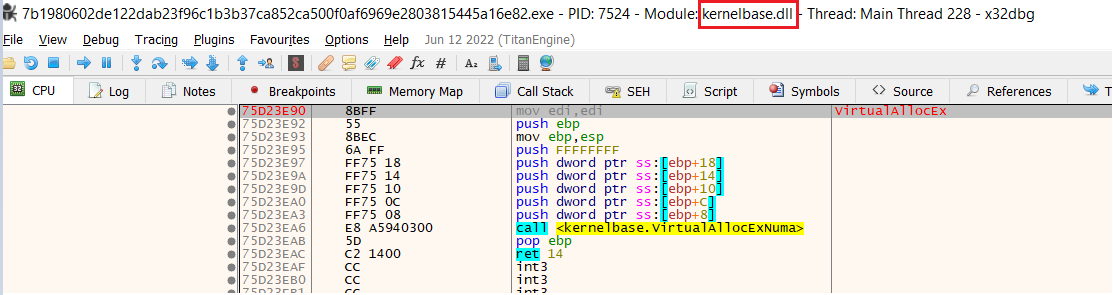 7b1980602de122dab23f96c1b3b37ca852ca500f0af6969e2803815445a16e82.exe - PID: 7524 - Module: kernelbase.dll - Thread: Main Thread 228 - x32dbg
File View Debug Tracing Plugins Favourites Options Help Jun 12 2022 (TitanEngine)
CPU Log Notes Breakpoints Memory Map Call Stack SEH Script Symbols Source References T
75D23E90 8BFF mov edi,edi VirtualAllocEx
75D23E92 55 push ebp
75D23E93 8BEC mov ebp,esp
75D23E95 6A FF push FFFFFFFF
75D23E97 FF75 18 push dword ptr ss:[ebp+18]
75D23E9A FF75 14 push dword ptr ss:[ebp+14]
75D23E9D FF75 10 push dword ptr ss:[ebp+10]
75D23EA0 FF75 0C push dword ptr ss:[ebp+C]
75D23EA3 FF75 08 push dword ptr ss:[ebp+8]
75D23EA6 E8 A5940300 call <kernelbase.VirtualAllocExNuma>
75D23EAB 5D pop ebp
75D23EAC C2 1400 ret 14
75D23EAF CC int3
75D23EB0 CC int3
75D23EB1 CC int3